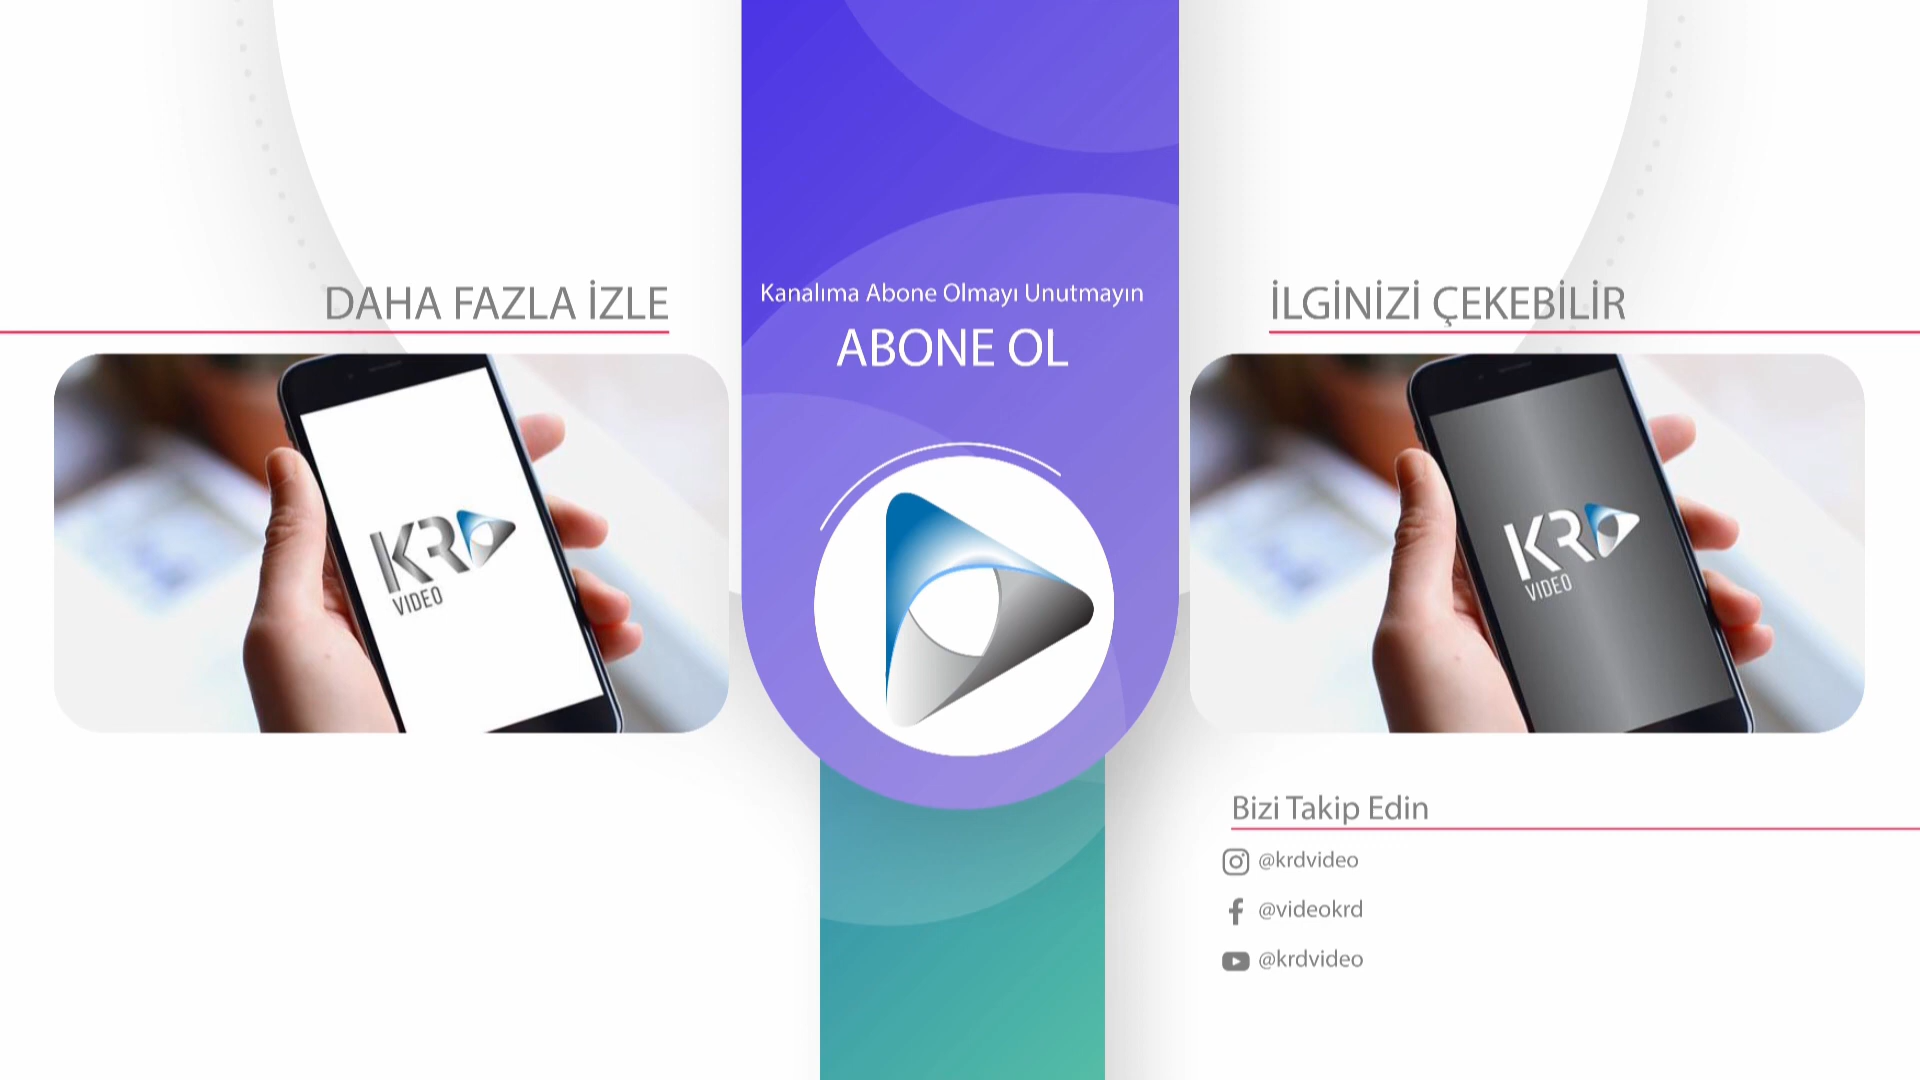 DAHA FAZLA İZLE
KR
VIDEO
Kanalıma Abone Olmayı Unutmayın
ABONE OL
İLGİNİZİ ÇEKEBİLİR
KR
VIDEO
Bizi Takip Edin
@krdvideo
@videokrd
@krdvideo